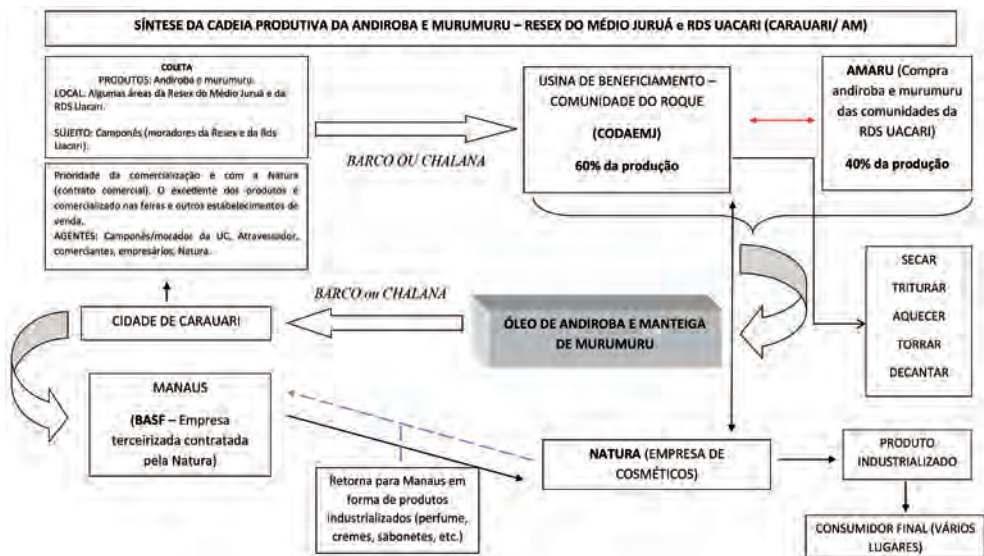 SÍNTESE DA CADEIA PRODUTIVA DA ANDIROBA E MURUMURU – RESEX DO MÉDIO JURUÁ e RDS UACARI (CARAUARI/ AM)
COLETA
PRODUTOS: Andiroba e murumuru.
LOCAL: Algumas áreas da Resex do Médio Juruá e da
RDS Uacari.
SUJEITO: Camponês (moradores da Resex e da Rds
Uacari).
BARCO OU CHALANA
USINA DE BENEFICIAMENTO –
COMUNIDADE DO ROQUE
(CODAEMJ)
60% da produção
AMARU (Compra
andiroba e murumuru
das comunidades da
RDS UACARI)
40% da produção
Prioridade da comercialização é com a Natura
(contrato comercial). O excedente dos produtos é
comercializado nas feiras e outros estabelecimentos de
venda.
AGENTES: Camponês/morador da UC, Atravessador,
comerciantes, empresários, Natura.
SECAR
TRITURAR
AQUECER
TORRAR
DECANTAR
BARCO ou CHALANA
CIDADE DE CARAUARI
ÓLEO DE ANDIROBA E MANTEIGA
DE MURUMURU
MANAUS
(BASF – Empresa
terceirizada contratada
pela Natura)
Retorna para Manaus em
forma de produtos
industrializados (perfume,
cremes, sabonetes, etc.)
NATURA (EMPRESA DE
COSMÉTICOS)
PRODUTO
INDUSTRIALIZADO
CONSUMIDOR FINAL (VÁRIOS
LUGARES)